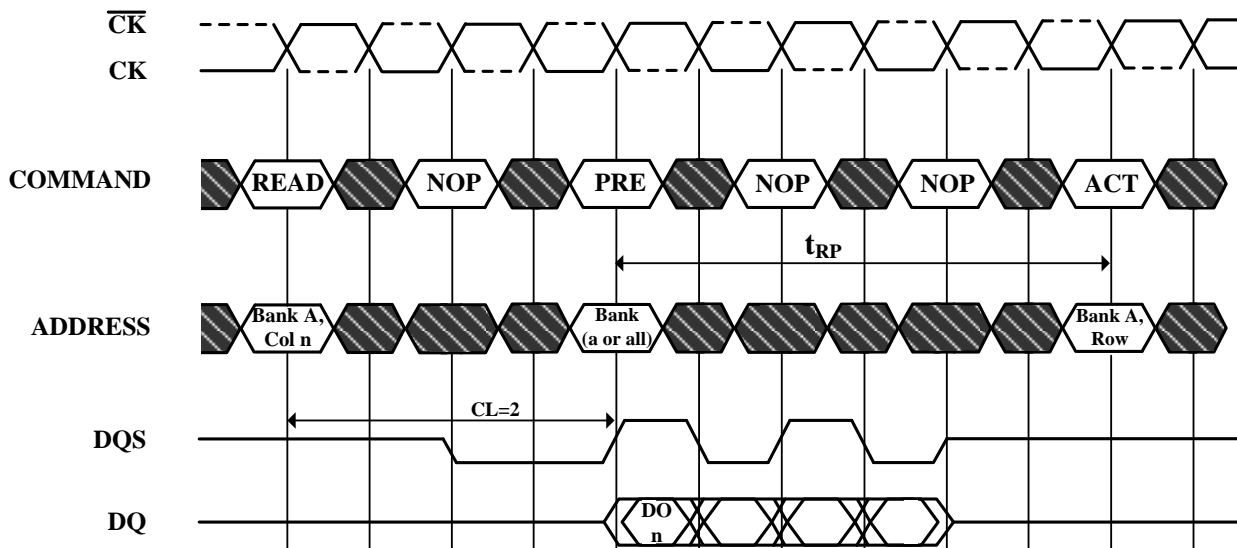 CK
CK
COMMAND
READ NOP PRE NOP NOP ACT
tRP
ADDRESS
Bank A, Col n
Bank (a or all)
Bank A, Row
CL=2
DQS
DQ
DO n